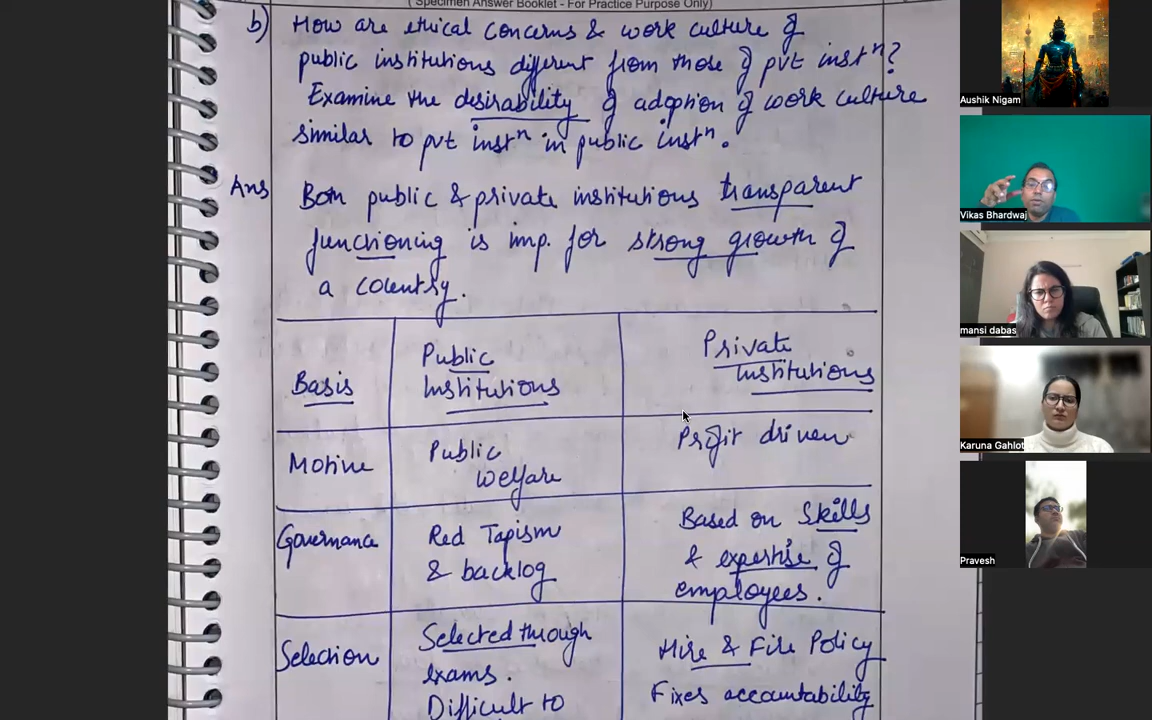 ( Specimen Answer Booklet - For Practice Purpose Only)
b) How are ethical concerns & work culture of
public institutions different from those of pvt instⁿ?
Examine the desirability of adoption of work culture
similar to pvt instⁿ in public instⁿ.
Ans Both public & private institutions transparent
functioning is imp. for strong growth of
a country.
Basis Public Institutions Private Institutions
Motive Public welfare Profit driven
Governance Red Tapism & backlog Based on Skills & expertise of employees.
Selection Selected through exams. Difficult to Hire & Fire Policy Fixes accountability
Aushik Nigam
Vikas Bhardwaj
mansi dabas
Karuna Gahlot
Pravesh